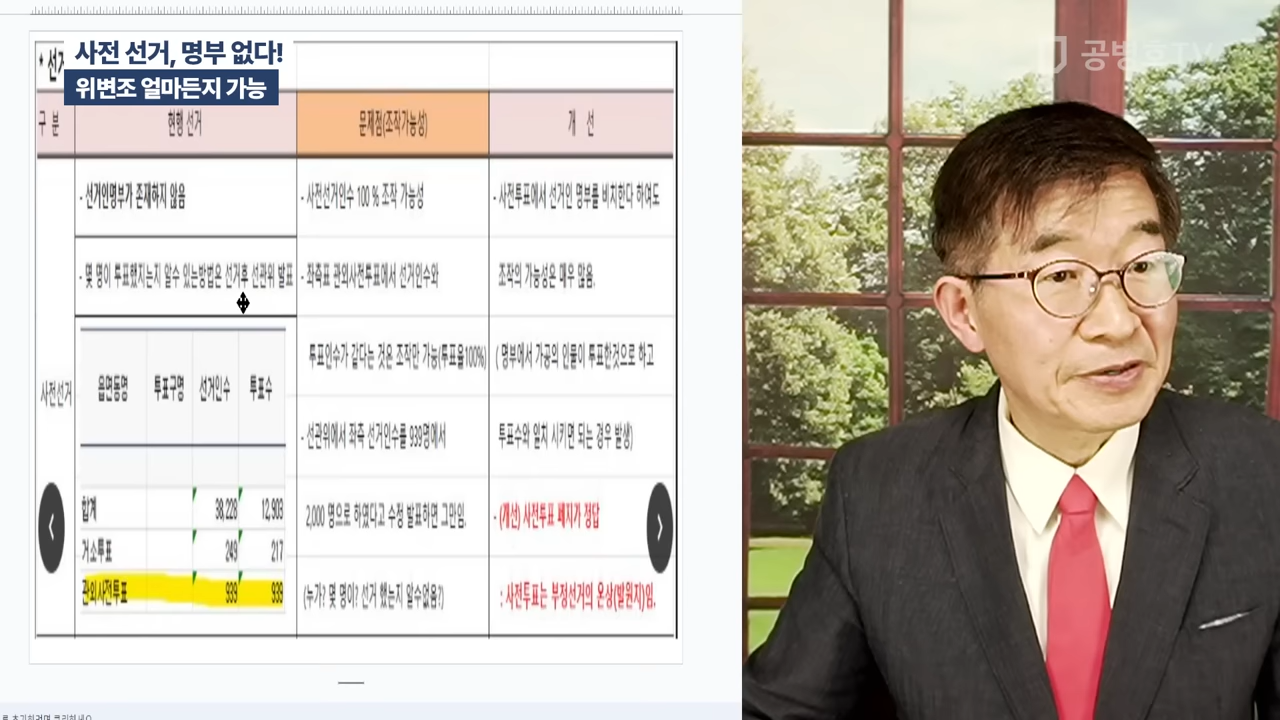 사전 선거, 명부 없다!
위변조 얼마든지 가능
공병호TV
* 선거
구 분
현행 선거
문제점(조작가능성)
개 선
사전선거
- 선거인명부가 존재하지 않음
- 사전선거인수 100 % 조작 가능성
- 사전투표에서 선거인 명부를 비치한다 하여도
- 몇 명이 투표했지는지 알수 있는방법은 선거후 선관위 발표
- 좌측표 관외사전투표에서 선거인수와
조작의 가능성은 매우 많음.
투표인수가 같다는 것은 조작만 가능(투표율100%)
( 명부에서 가공의 인물이 투표한것으로 하고
읍면동명 투표구명 선거인수 투표수
- 선관위에서 좌측 선거인수를 939명에서
투표수와 일치 시키면 되는 경우 발생)
합계 38,228 12,903
2,000 명으로 하였다고 수정 발표하면 그만임.
- (개선) 사전투표 폐지가 정답
거소투표 249 217
관외사전투표 939 939
(누가? 몇 명이? 선거 했는지 알수없음?)
: 사전투표는 부정선거의 온상(발원지)임.